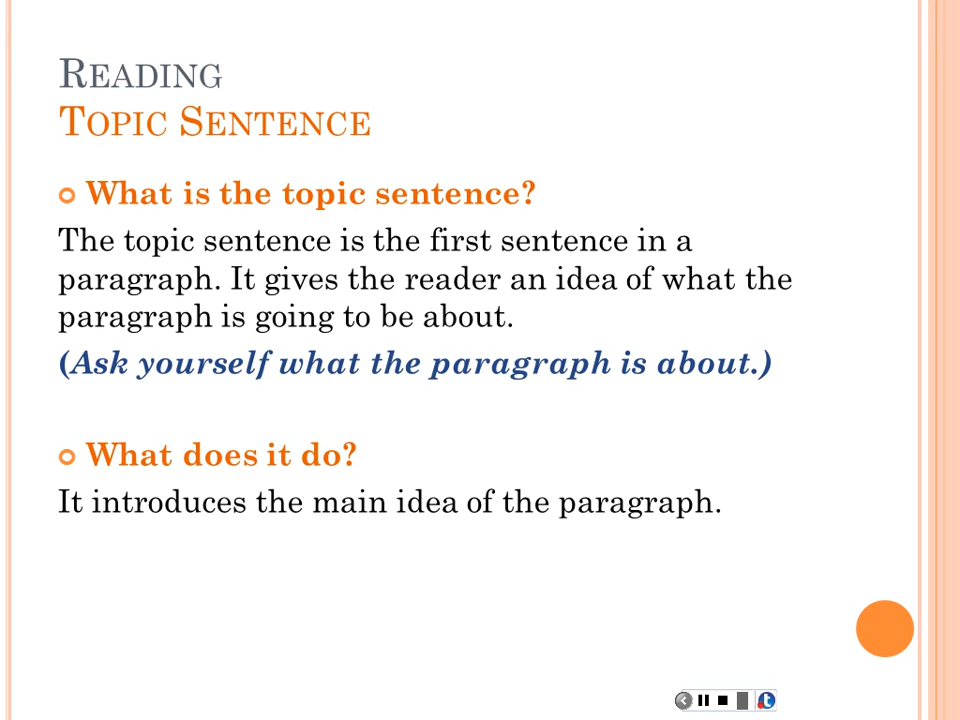 Reading
Topic Sentence
What is the topic sentence?
The topic sentence is the first sentence in a
paragraph. It gives the reader an idea of what the
paragraph is going to be about.
(Ask yourself what the paragraph is about.)
What does it do?
It introduces the main idea of the paragraph.
t